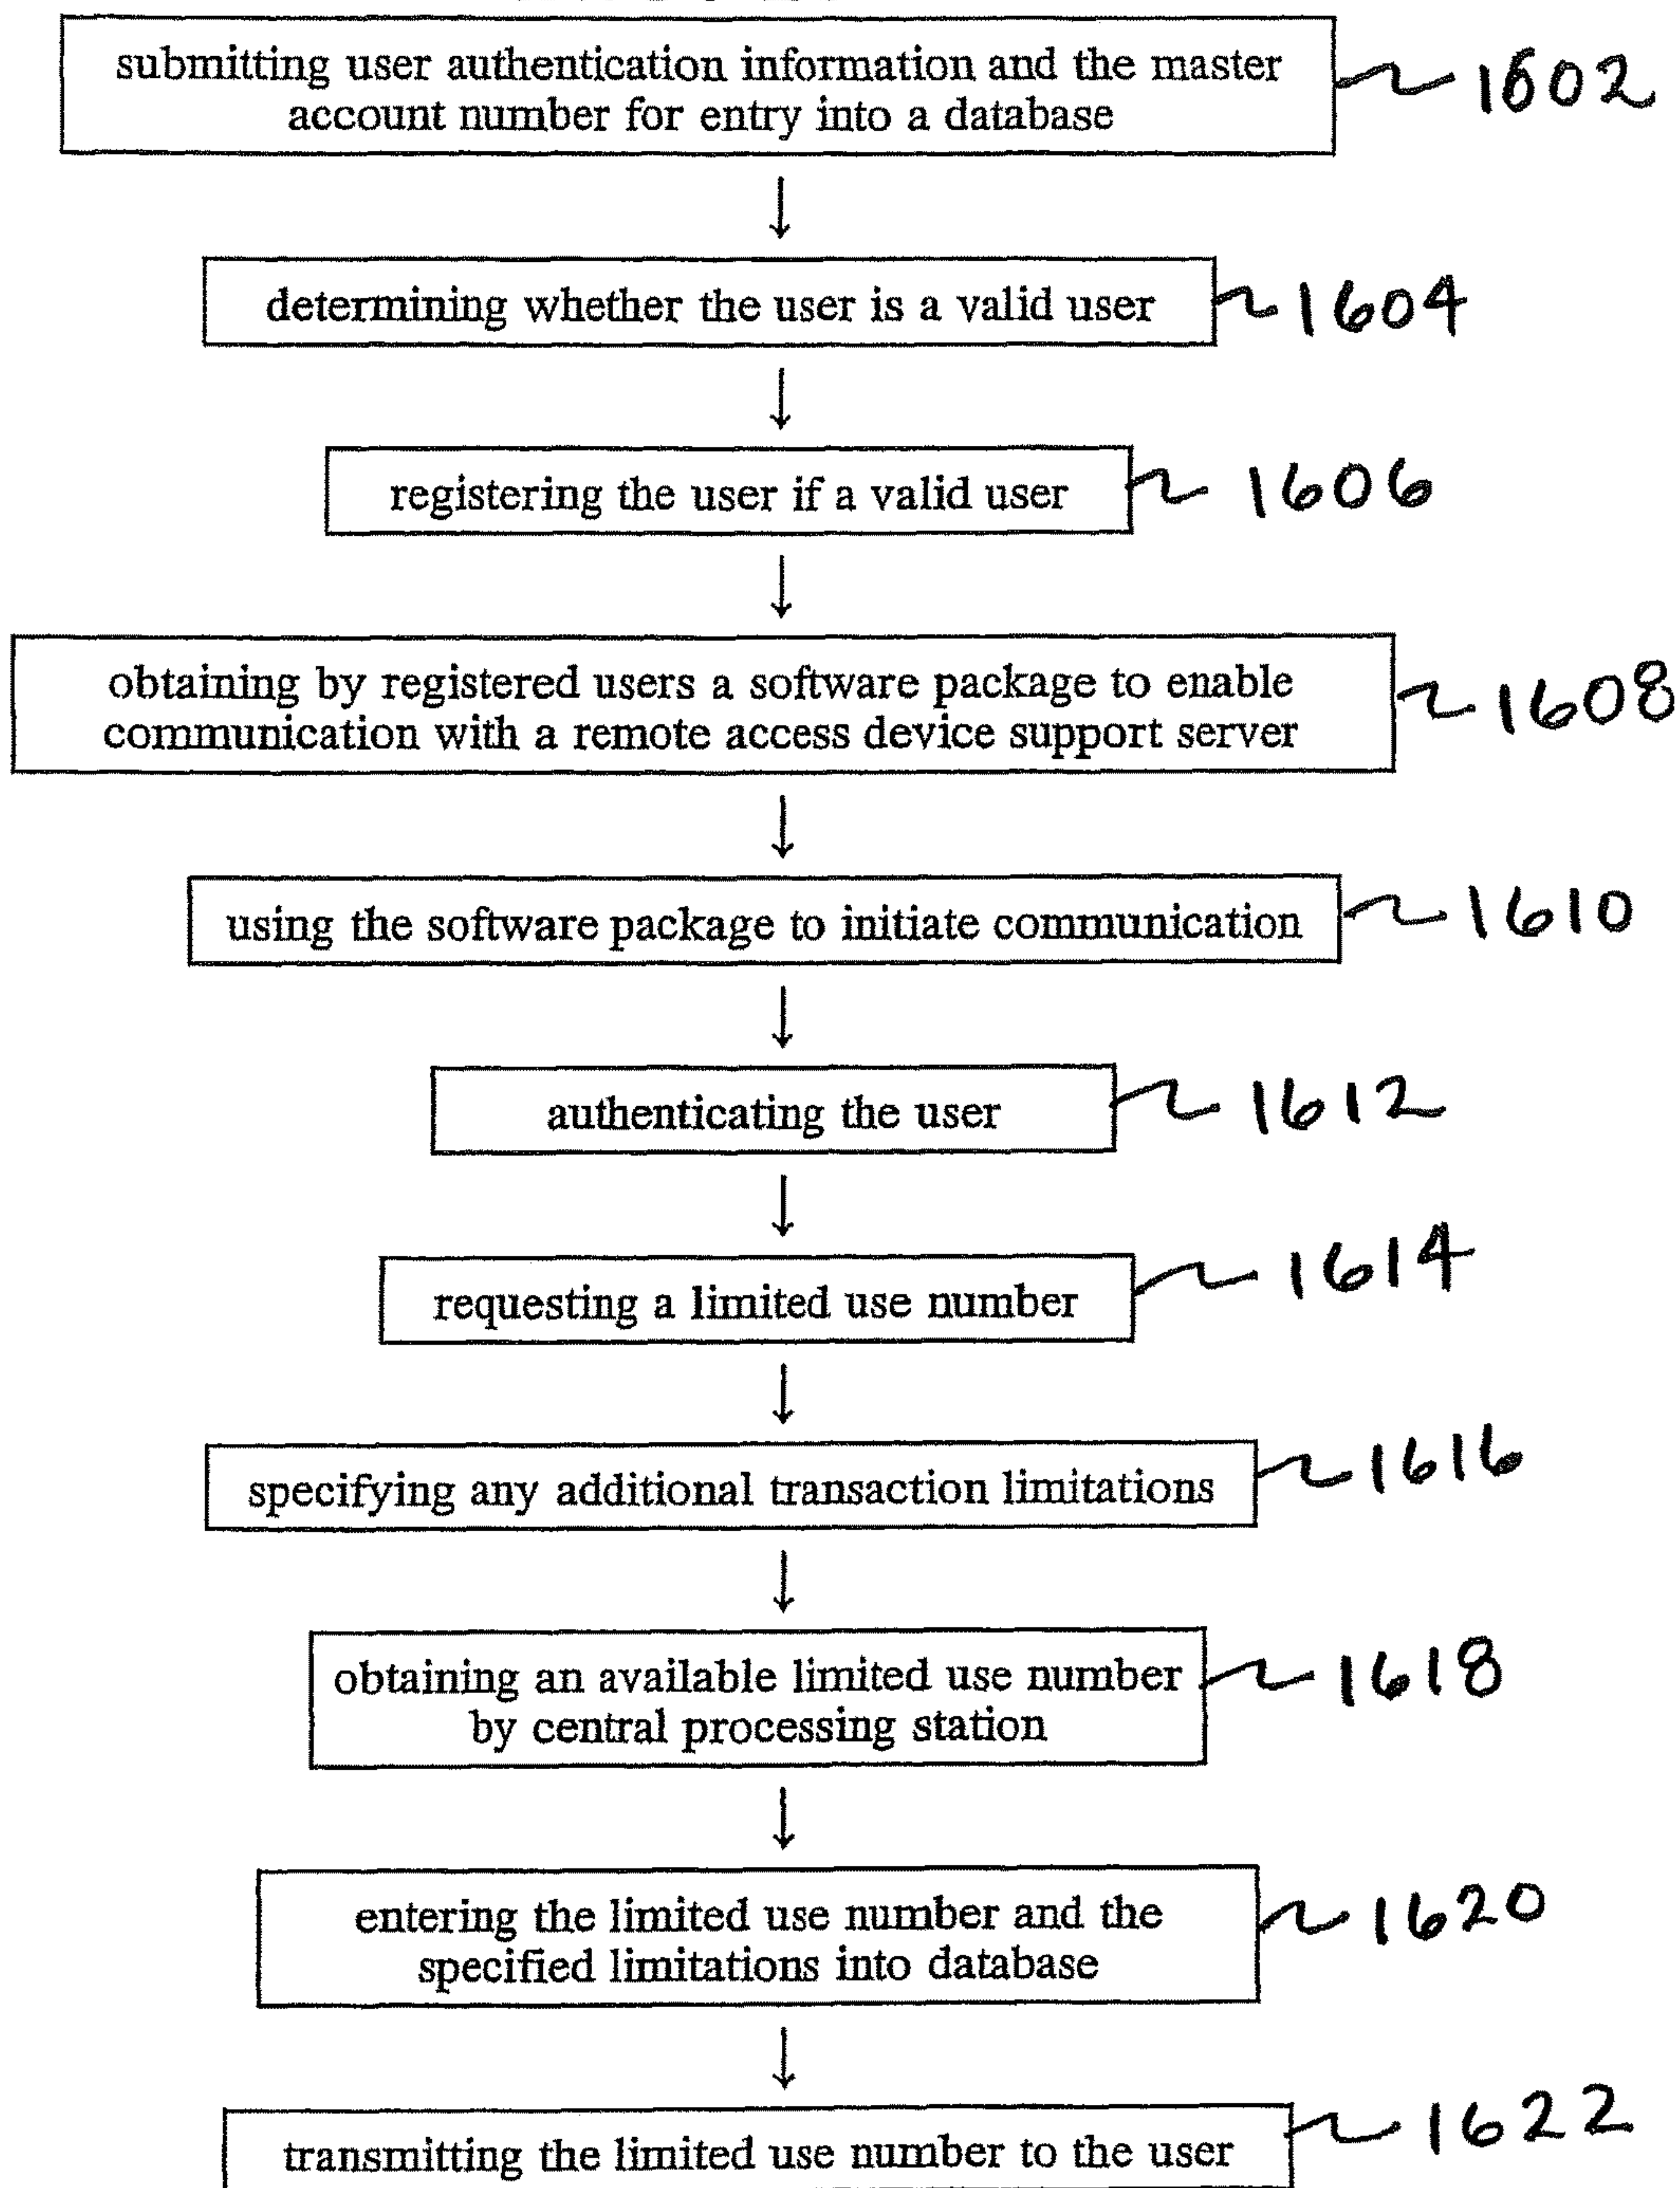 submitting user authentication information and the master 1602
account number for entry into a database
determining whether the user is a valid user 1604
registering the user if a valid user 1606
obtaining by registered users a software package to enable 1608
communication with a remote access device support server
using the software package to initiate communication 1610
authenticating the user 1612
requesting a limited use number 1614
specifying any additional transaction limitations 1616
obtaining an available limited use number 1618
by central processing station
entering the limited use number and the 1620
specified limitations into database
transmitting the limited use number to the user 1622